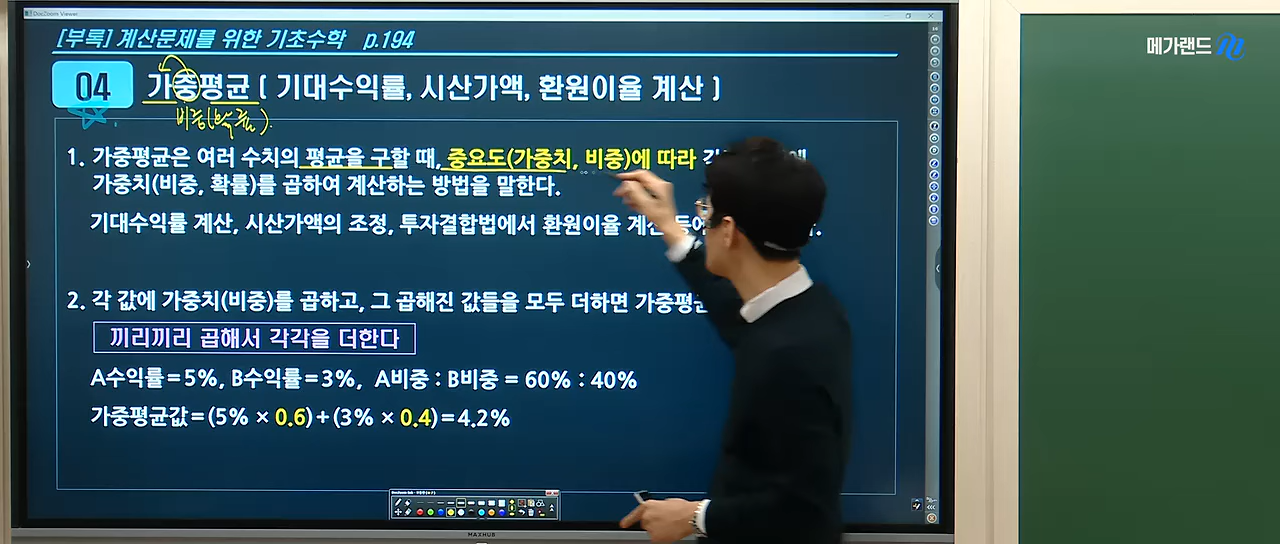 DocZoom Viewer
[부록] 계산문제를 위한 기초수학 p.194
메가랜드
04 가중평균 [ 기대수익률, 시산가액, 환원이율 계산 ]
1. 가중평균은 여러 수치의 평균을 구할 때, 중요도(가중치, 비중)에 따라
가중치(비중, 확률)를 곱하여 계산하는 방법을 말한다.
기대수익률 계산, 시산가액의 조정, 투자결합법에서 환원이율 계산
2. 각 값에 가중치(비중)를 곱하고, 그 곱해진 값들을 모두 더하면 가중평균
끼리끼리 곱해서 각각을 더한다
A수익률=5%, B수익률=3%, A비중 : B비중 = 60% : 40%
가중평균값=(5% × 0.6)+(3% × 0.4)=4.2%
MAXHUB